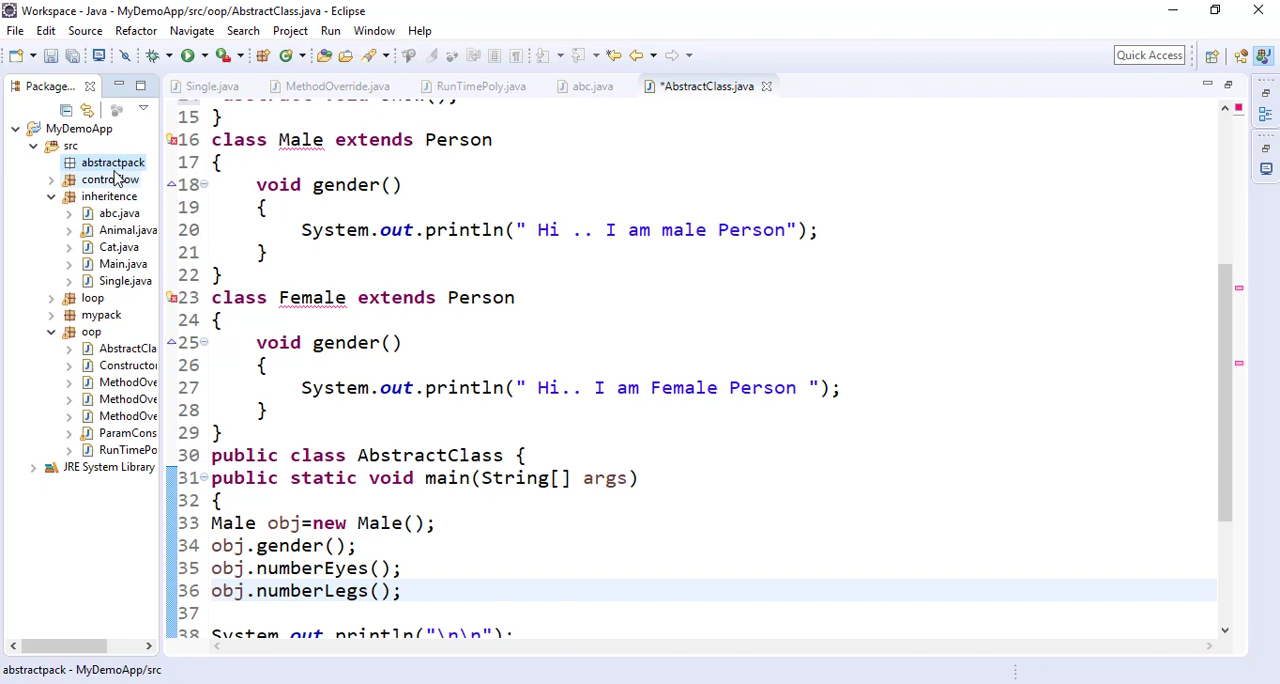 Workspace - Java - MyDemoApp/src/oop/AbstractClass.java - Eclipse
File Edit Source Refactor Navigate Search Project Run Window Help
Quick Access
Package...
Single.java MethodOverride.java RunTimePoly.java abc.java *AbstractClass.java
MyDemoApp
src
abstractpack
inheritence
abc.java
Animal.java
Cat.java
Main.java
Single.java
loop
mypack
oop
AbstractCla
Constructor
MethodOve
MethodOve
MethodOve
ParamCons
RunTimePo
JRE System Library
15 }
16 class Male extends Person
17 {
18 void gender()
19 {
20 System.out.println(" Hi .. I am male Person");
21 }
22 }
23 class Female extends Person
24 {
25 void gender()
26 {
27 System.out.println(" Hi.. I am Female Person ");
28 }
29 }
30 public class AbstractClass {
31 public static void main(String[] args)
32 {
33 Male obj=new Male();
34 obj.gender();
35 obj.numberEyes();
36 obj.numberLegs();
37
38 System.out.println("\n\n");
abstractpack - MyDemoApp/src